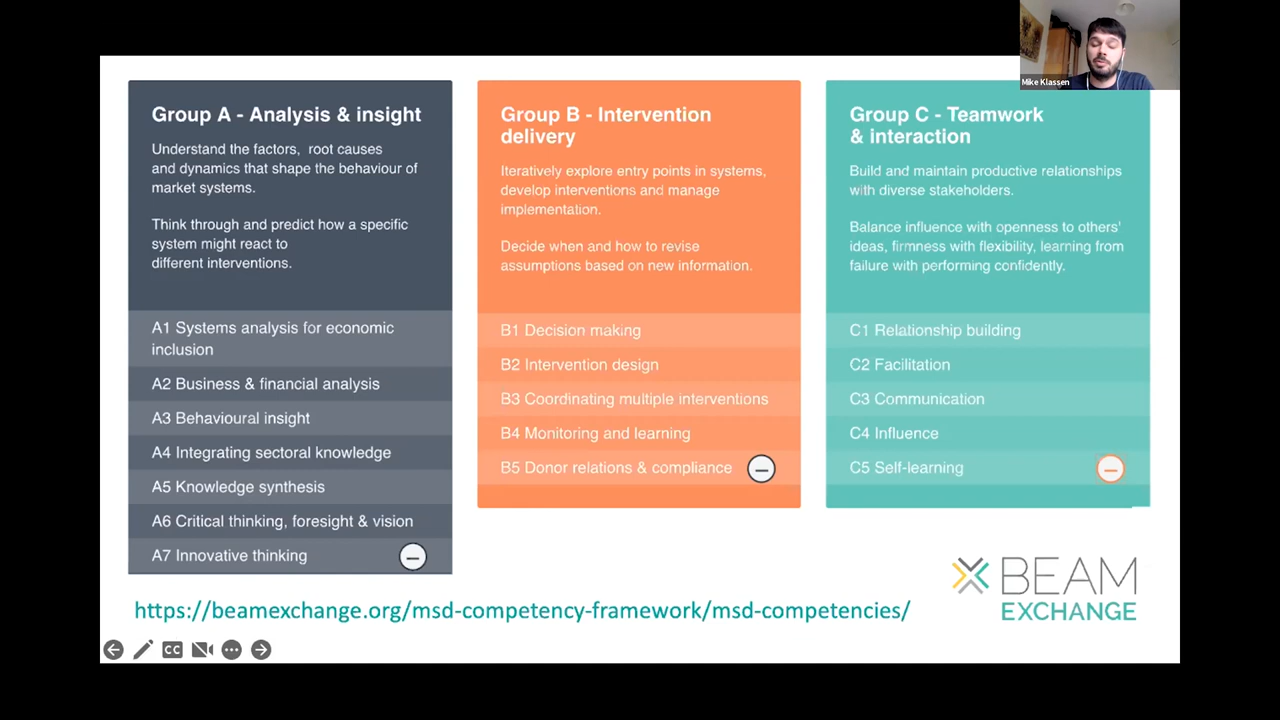 Mike Klassen
Group A - Analysis & insight
Understand the factors, root causes
and dynamics that shape the behaviour of
market systems.
Think through and predict how a specific
system might react to
different interventions.
A1 Systems analysis for economic
inclusion
A2 Business & financial analysis
A3 Behavioural insight
A4 Integrating sectoral knowledge
A5 Knowledge synthesis
A6 Critical thinking, foresight & vision
A7 Innovative thinking
Group B - Intervention
delivery
Iteratively explore entry points in systems,
develop interventions and manage
implementation.
Decide when and how to revise
assumptions based on new information.
B1 Decision making
B2 Intervention design
B3 Coordinating multiple interventions
B4 Monitoring and learning
B5 Donor relations & compliance
Group C - Teamwork
& interaction
Build and maintain productive relationships
with diverse stakeholders.
Balance influence with openness to others'
ideas, firmness with flexibility, learning from
failure with performing confidently.
C1 Relationship building
C2 Facilitation
C3 Communication
C4 Influence
C5 Self-learning
https://beamexchange.org/msd-competency-framework/msd-competencies/
BEAM
EXCHANGE
CC